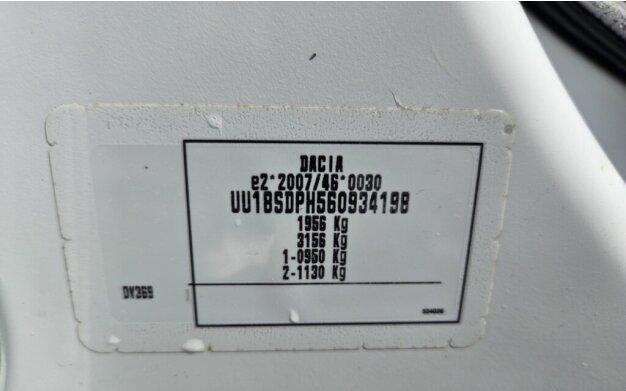 DACIA
e2*2007/46*0030
UU1BSDPH560934198
1956 Kg
3156 Kg
1-0950 Kg
2-1130 Kg
DV369